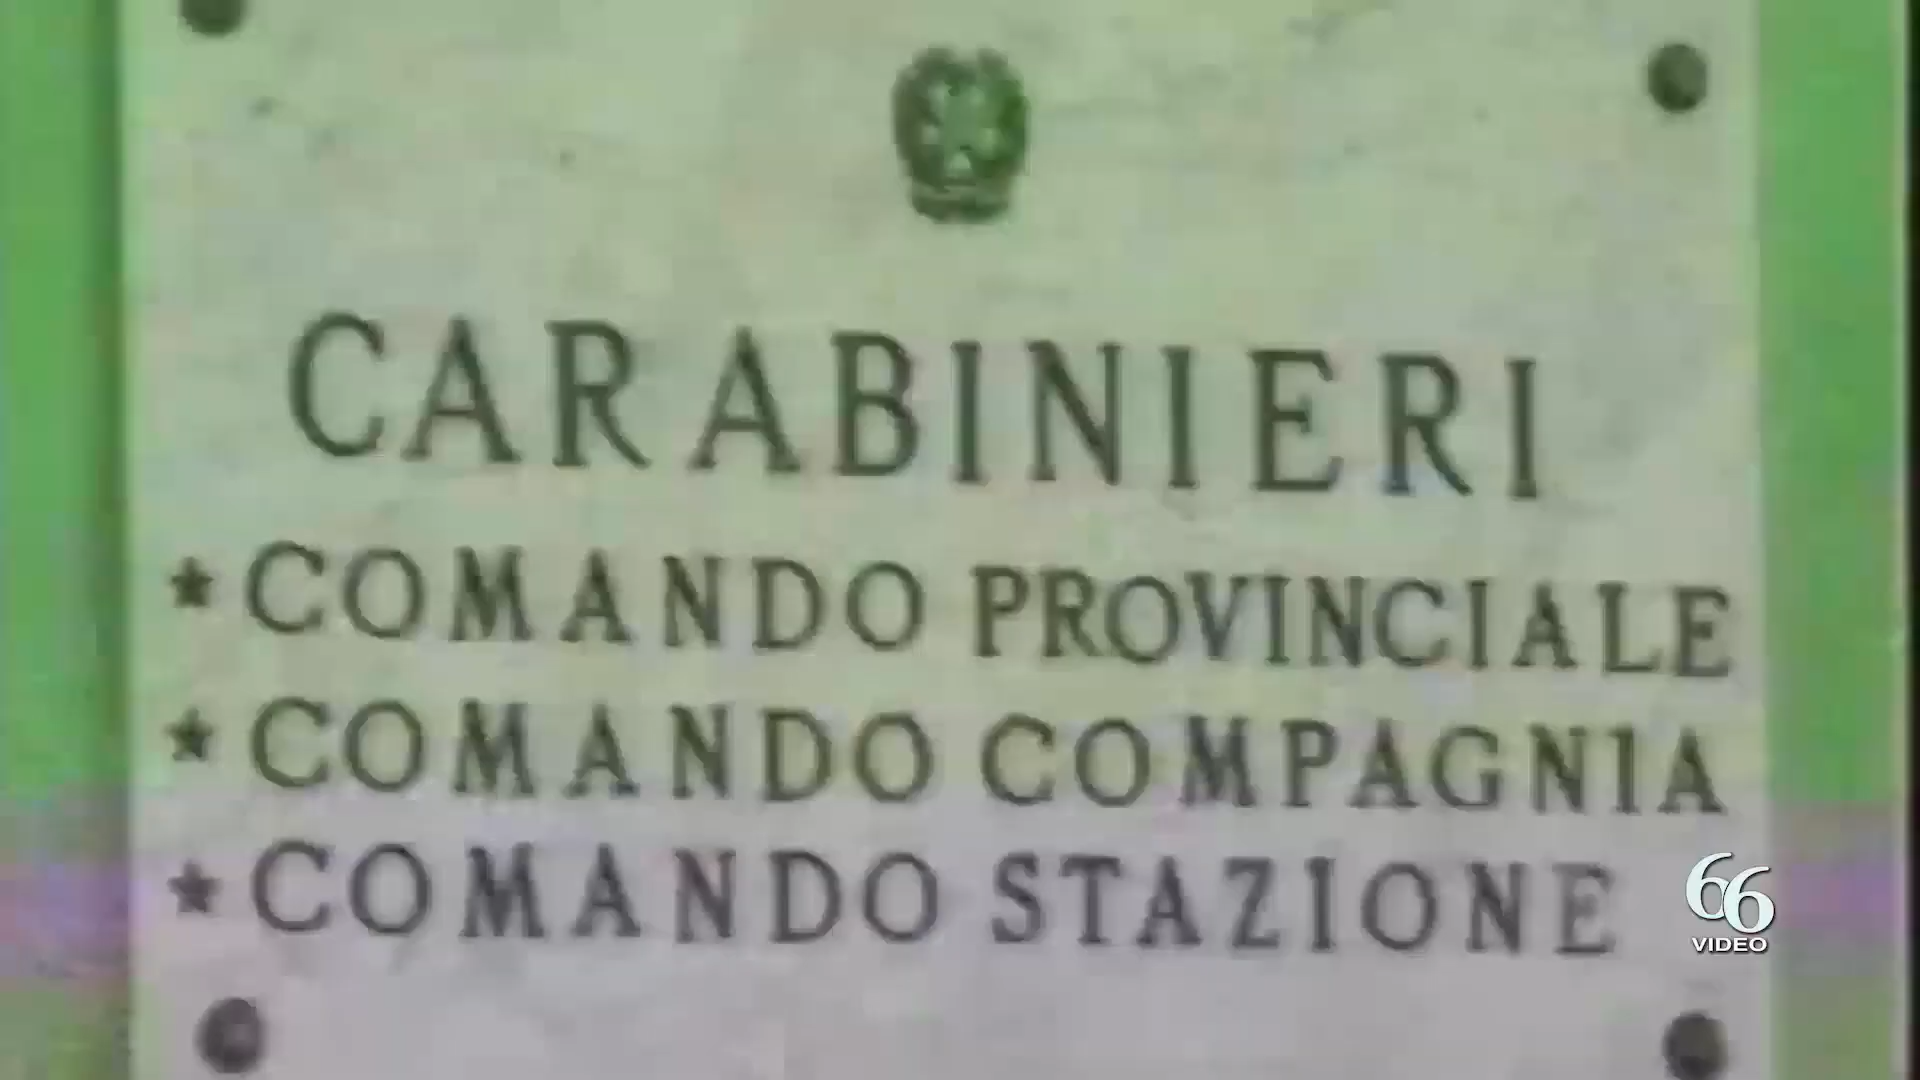 CARABINIERI
★ COMANDO PROVINCIALE
★ COMANDO COMPAGNIA
★ COMANDO STAZIONE
66
VIDEO